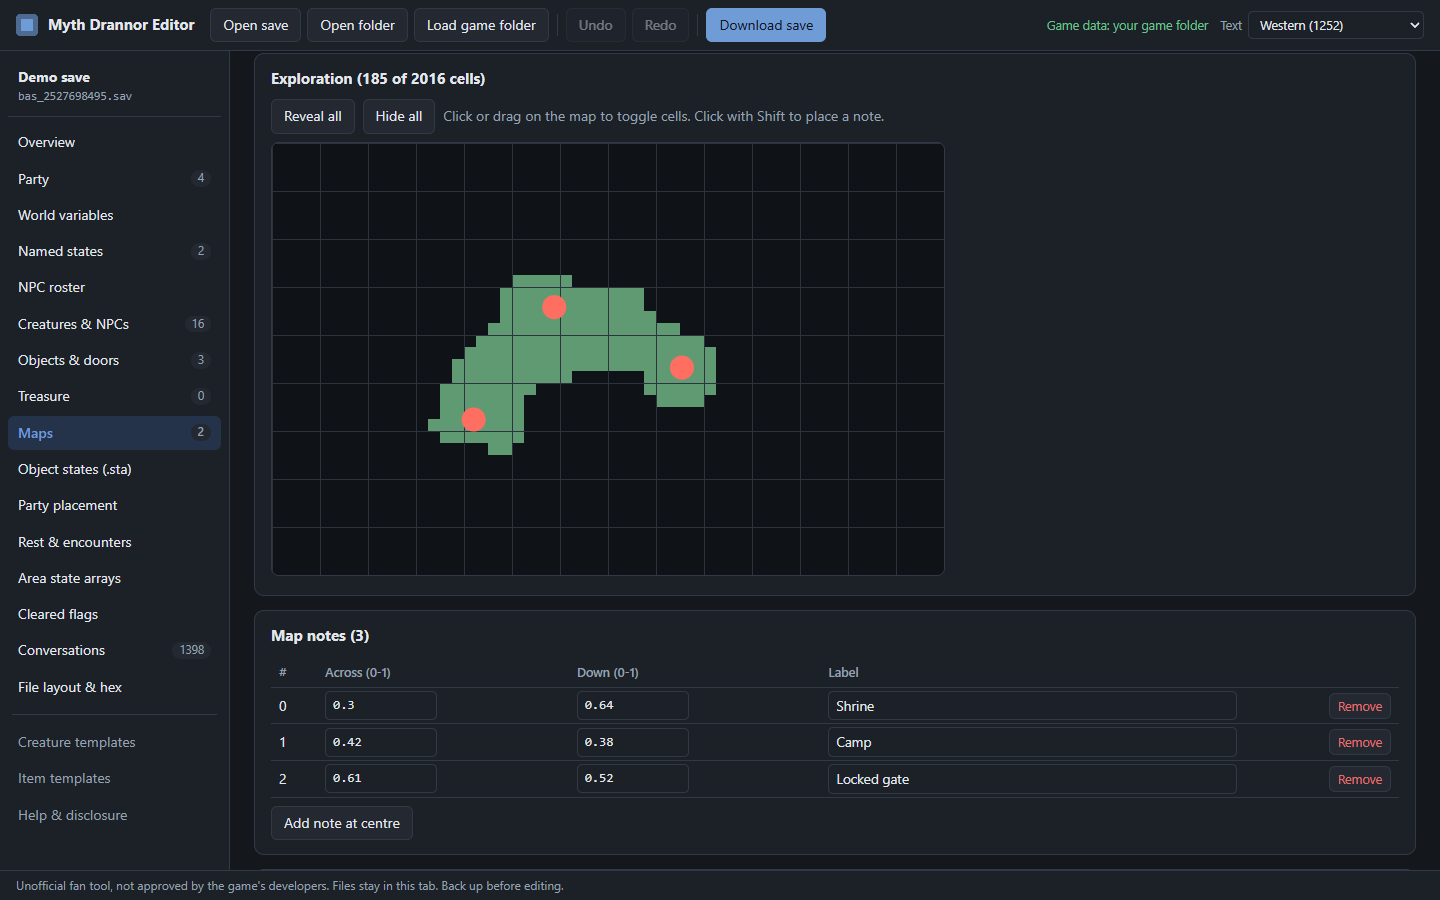 Myth Drannor Editor
Open save
Open folder
Load game folder
Undo
Redo
Download save
Game data: your game folder
Text
Western (1252)
Demo save
bas_2527698495.sav
Overview
Party 4
World variables
Named states 2
NPC roster
Creatures & NPCs 16
Objects & doors 3
Treasure 0
Maps 2
Object states (.sta)
Party placement
Rest & encounters
Area state arrays
Cleared flags
Conversations 1398
File layout & hex
Creature templates
Item templates
Help & disclosure
Exploration (185 of 2016 cells)
Reveal all
Hide all
Click or drag on the map to toggle cells. Click with Shift to place a note.
Map notes (3)
# Across (0-1) Down (0-1) Label
0 0.3 0.64 Shrine Remove
1 0.42 0.38 Camp Remove
2 0.61 0.52 Locked gate Remove
Add note at centre
Unofficial fan tool, not approved by the game's developers. Files stay in this tab. Back up before editing.